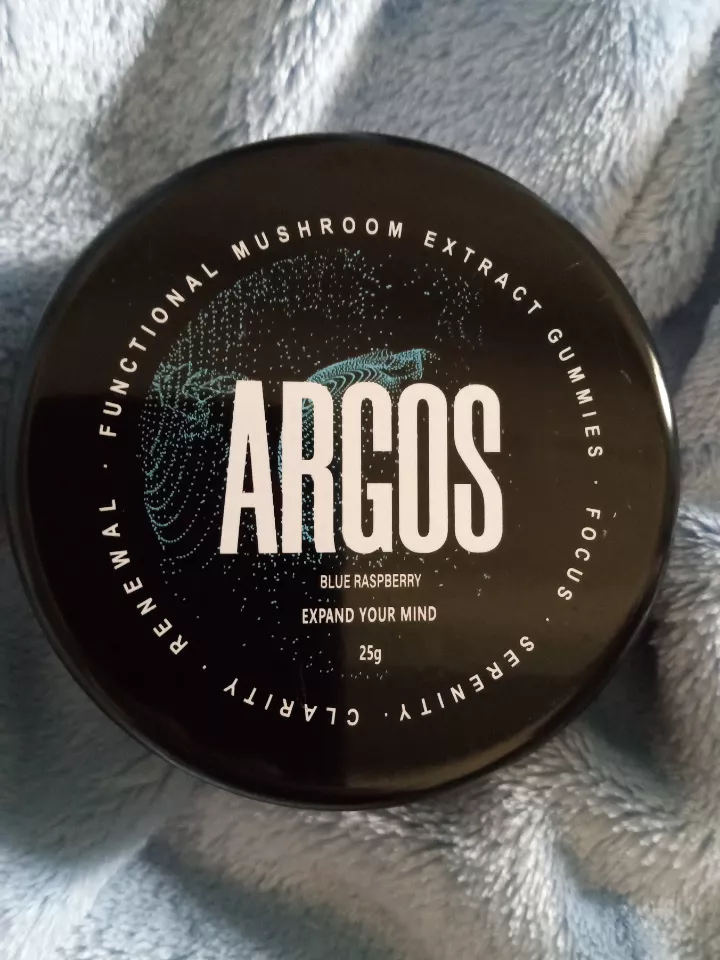 FUNCTIONAL MUSHROOM EXTRACT GUMMIES · FOCUS · SERENITY · CLARITY · RENEWAL ·
ARGOS
BLUE RASPBERRY
EXPAND YOUR MIND
25g